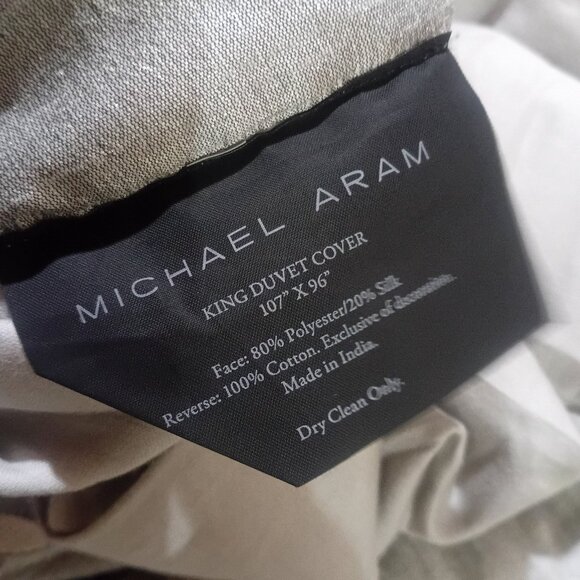 MICHAEL ARAM
KING DUVET COVER
107” X 96”
Face: 80% Polyester/20% Silk
Reverse: 100% Cotton. Exclusive of decoration.
Made in India.
Dry Clean Only.